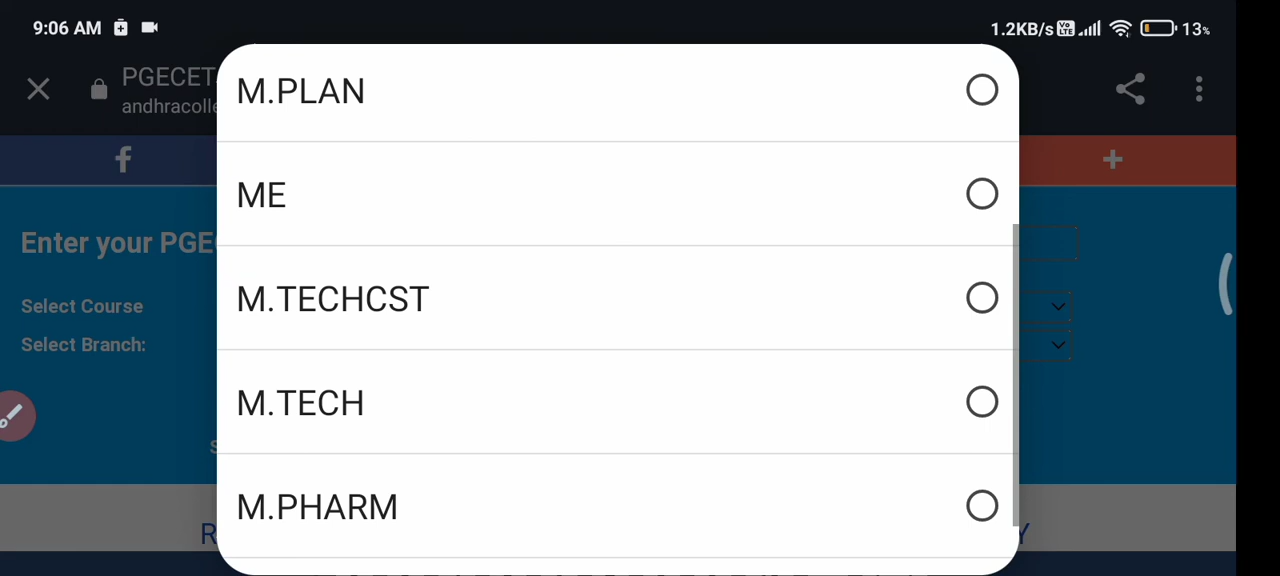 9:06 AM
1.2KB/s
13%
PGECET
andhracolle
M.PLAN
ME
Enter your PGE
Select Course
M.TECHCST
Select Branch:
M.TECH
M.PHARM